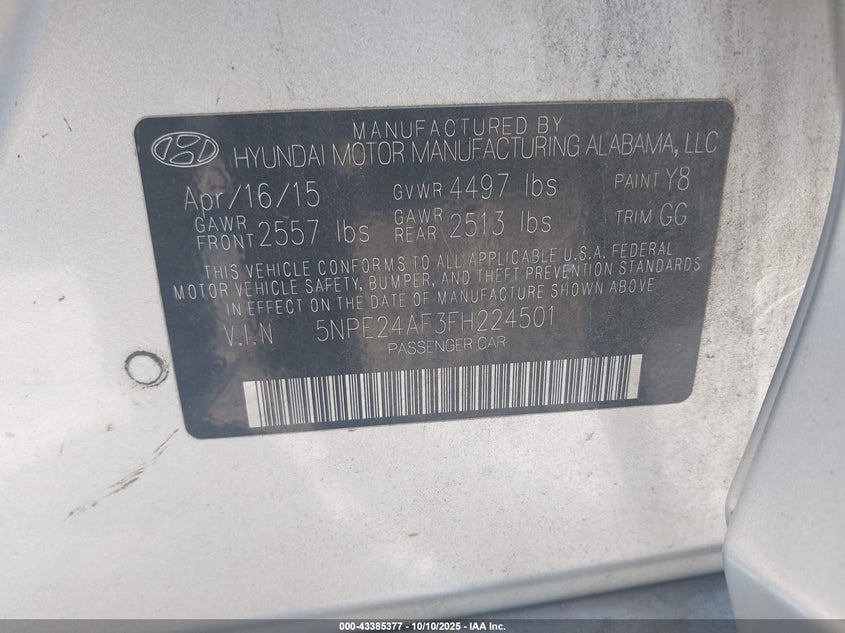 MANUFACTURED BY
HYUNDAI MOTOR MANUFACTURING ALABAMA, LLC
Apr/16/15 GVWR 4497 lbs PAINT Y8
GAWR FRONT 2557 lbs GAWR REAR 2513 lbs TRIM GG
THIS VEHICLE CONFORMS TO ALL APPLICABLE U.S.A. FEDERAL
MOTOR VEHICLE SAFETY, BUMPER, AND THEFT PREVENTION STANDARDS
IN EFFECT ON THE DATE OF MANUFACTURE SHOWN ABOVE.
V.I.N 5NPE24AF3FH224501
PASSENGER CAR
000-43385377 - 10/10/2025 - IAA Inc.